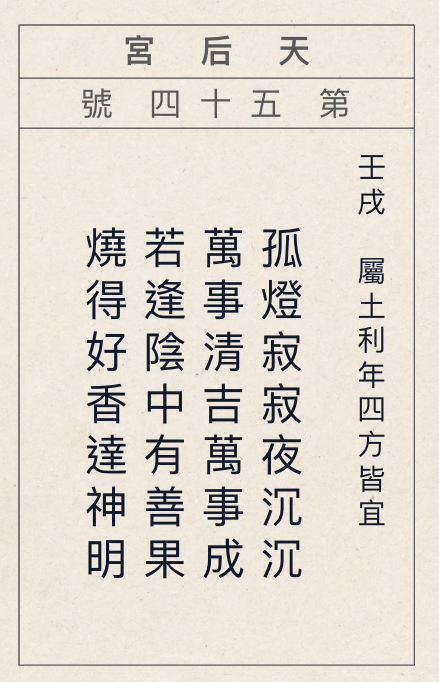 天后宮
第五十四號
壬戌　屬土利年四方皆宜
孤燈寂寂夜沉沉
萬事清吉萬事成
若逢陰中有善果
燒得好香達神明